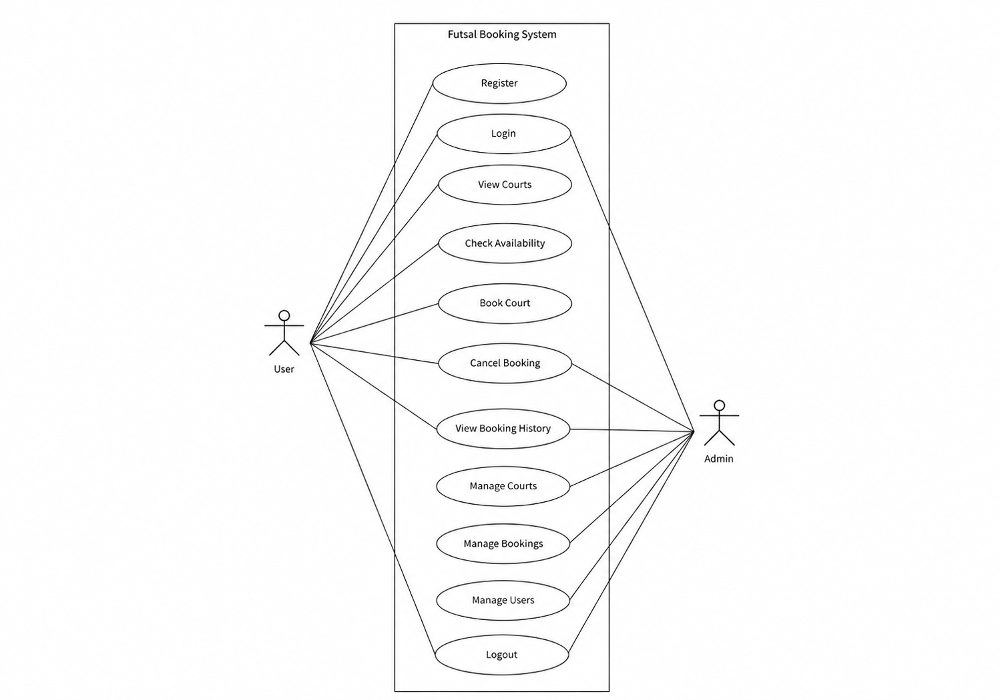 Futsal Booking System
Register
Login
View Courts
Check Availability
Book Court
Cancel Booking
User
View Booking History
Admin
Manage Courts
Manage Bookings
Manage Users
Logout